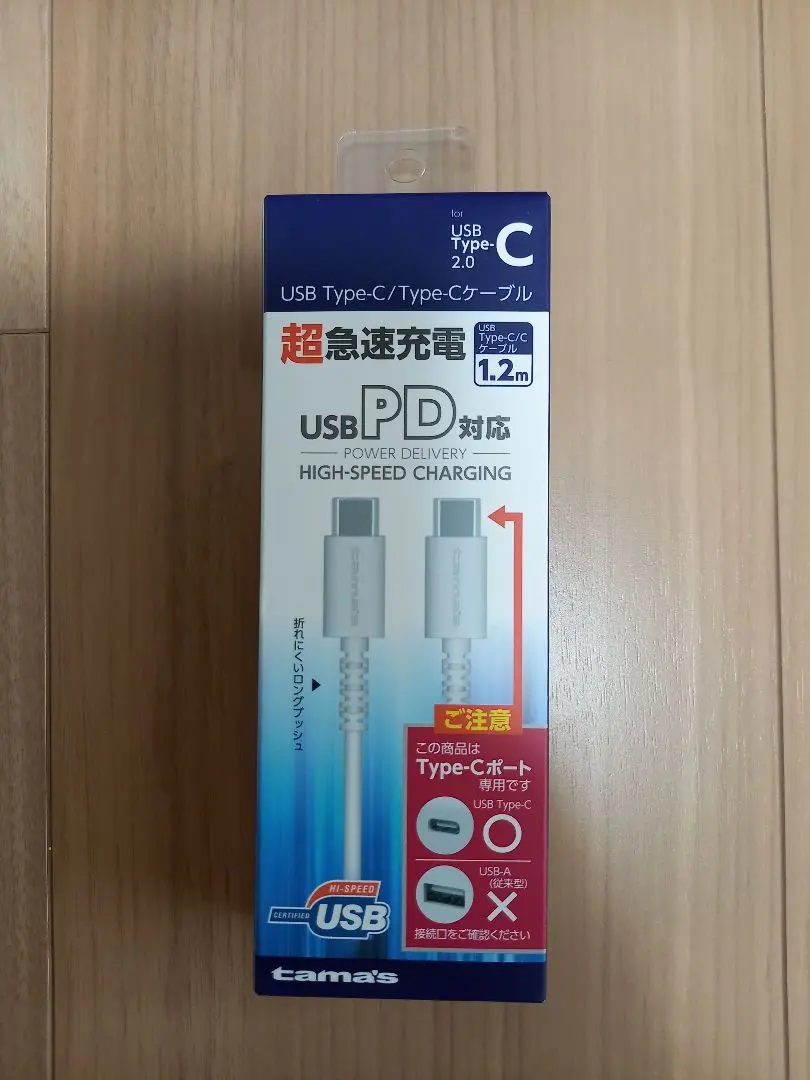 for
USB
Type-C
2.0
USB Type-C/Type-Cケーブル
超急速充電
USB
Type-C/C
ケーブル
1.2m
USB PD対応
POWER DELIVERY
HIGH-SPEED CHARGING
tama's
tama's
折れにくいロングブッシュ
ご注意
この商品は
Type-Cポート
専用です
USB Type-C
USB-A
(従来型)
接続口をご確認ください
HI-SPEED
CERTIFIED
USB
tama's